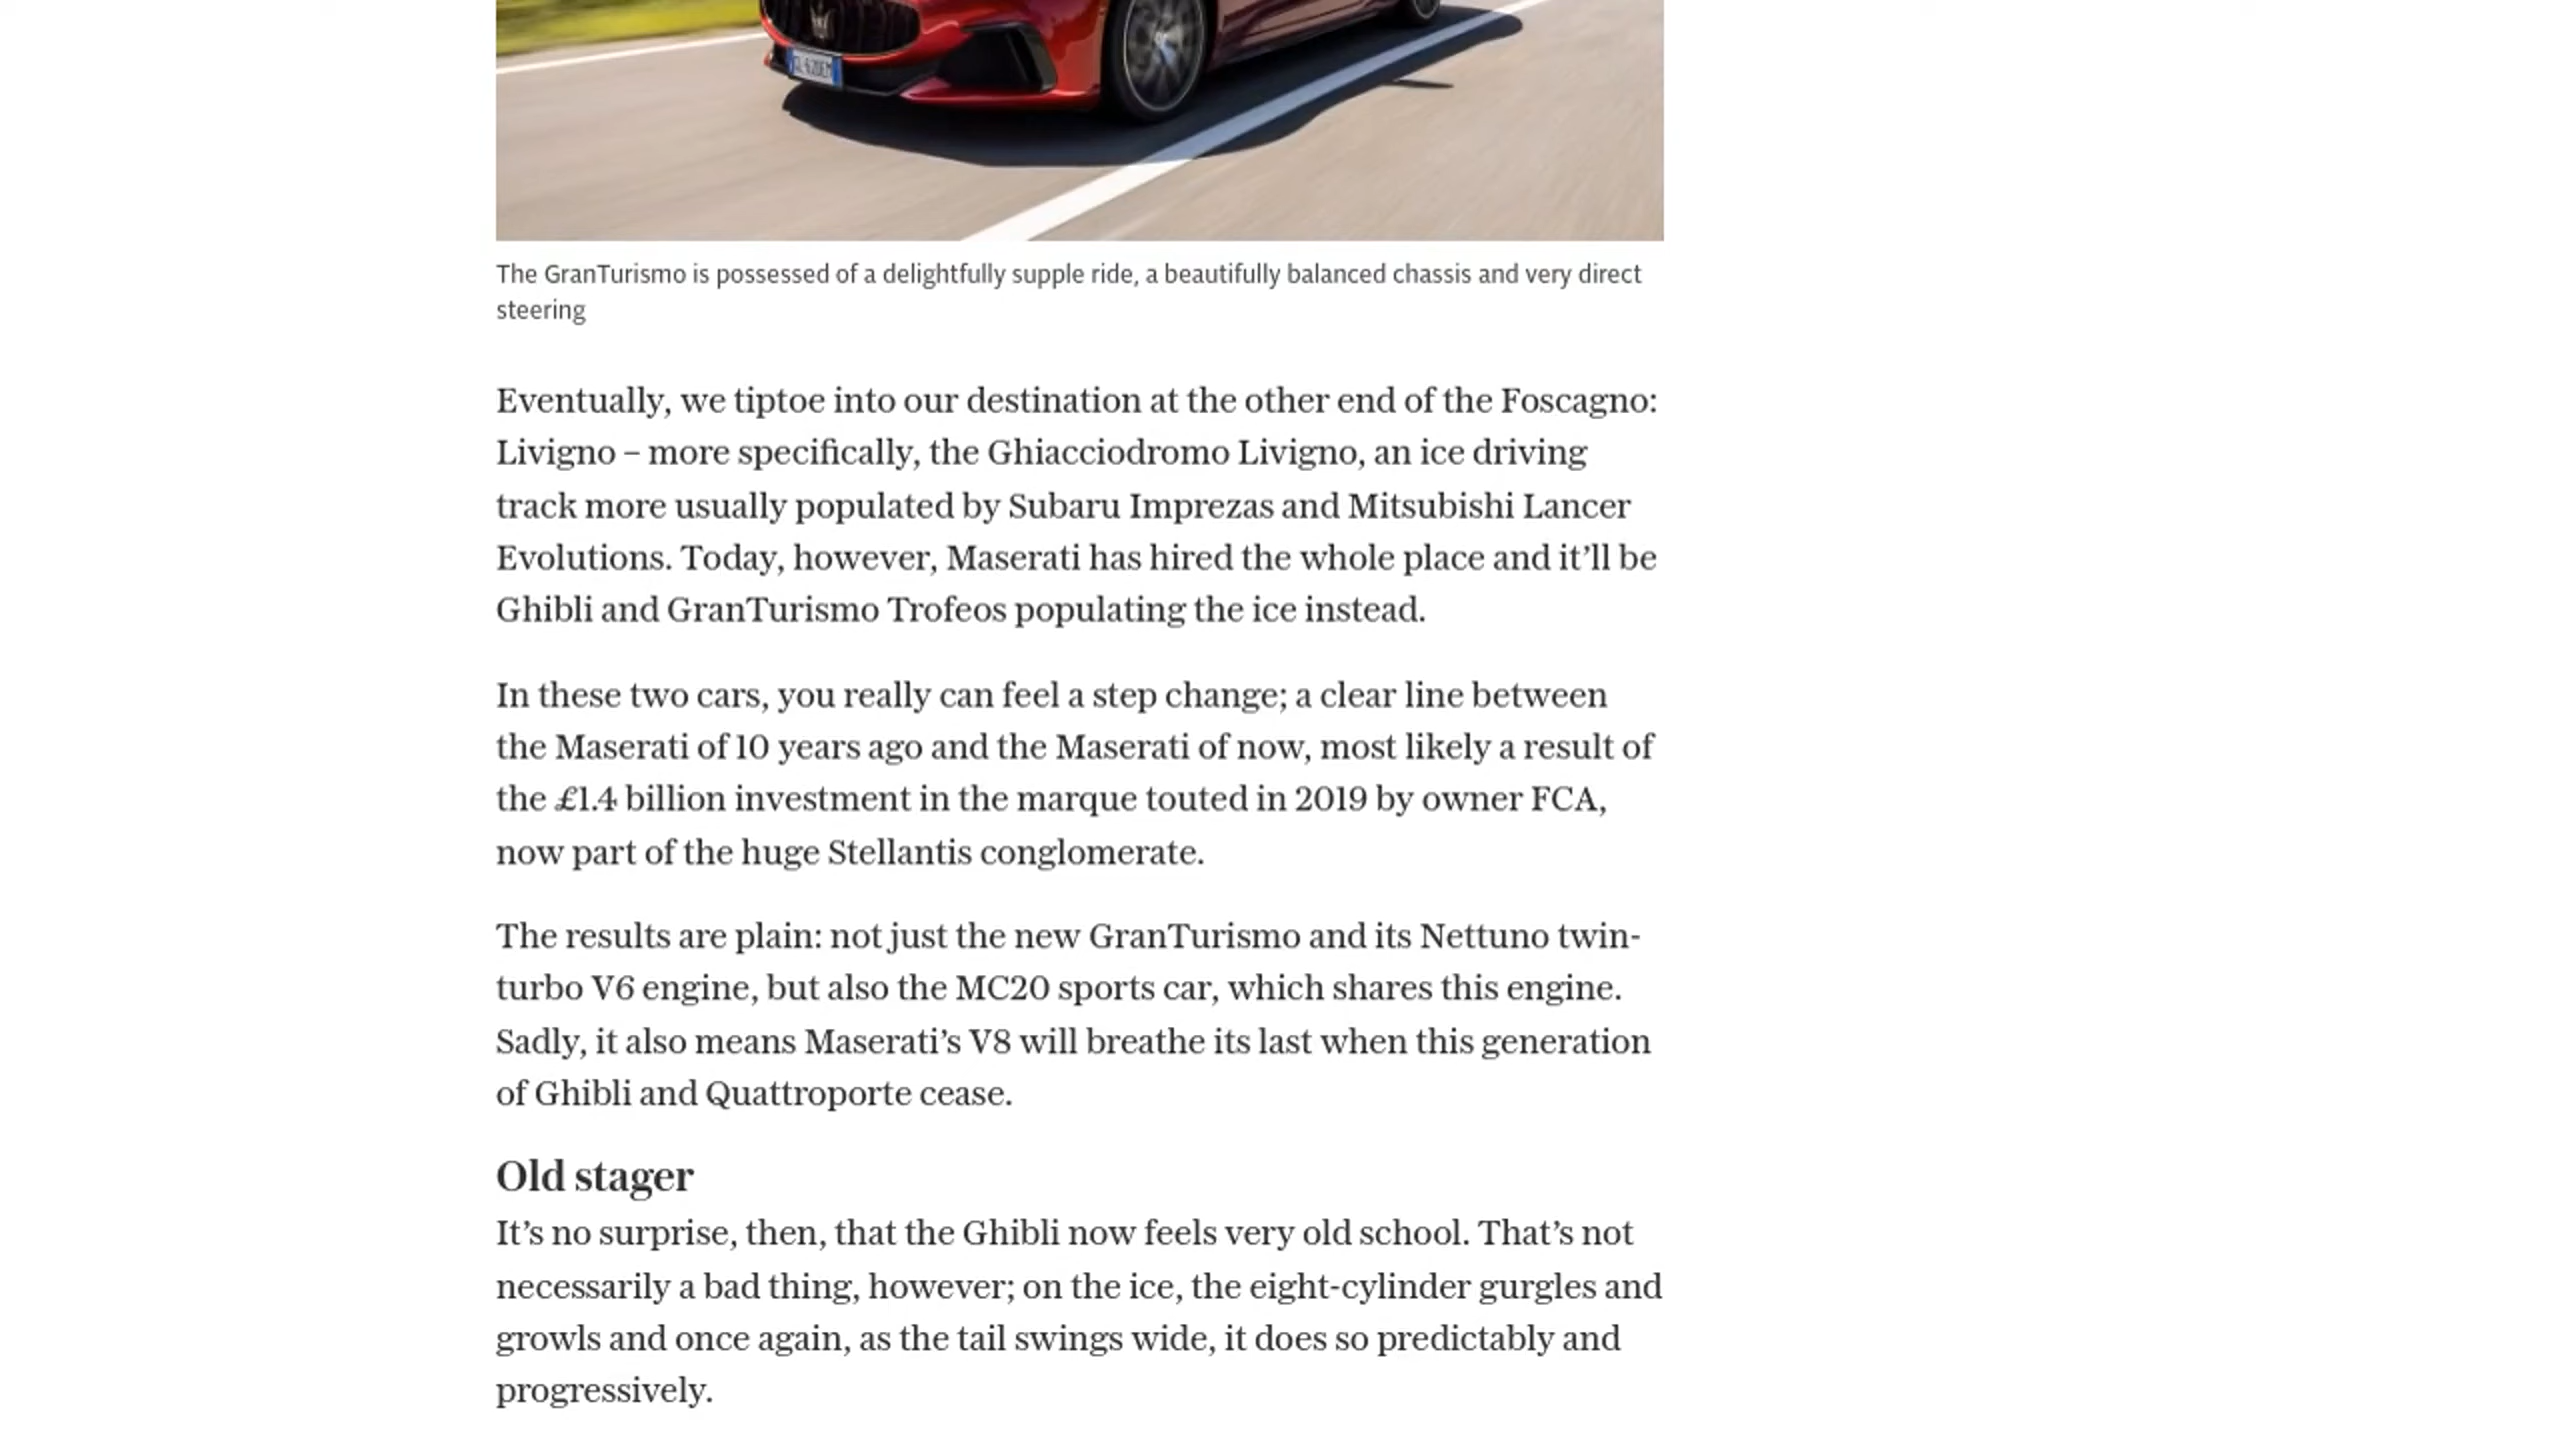 The GranTurismo is possessed of a delightfully supple ride, a beautifully balanced chassis and very direct
steering
Eventually, we tiptoe into our destination at the other end of the Foscagno:
Livigno – more specifically, the Ghiacciodromo Livigno, an ice driving
track more usually populated by Subaru Imprezas and Mitsubishi Lancer
Evolutions. Today, however, Maserati has hired the whole place and it’ll be
Ghibli and GranTurismo Trofeos populating the ice instead.
In these two cars, you really can feel a step change; a clear line between
the Maserati of 10 years ago and the Maserati of now, most likely a result of
the £1.4 billion investment in the marque touted in 2019 by owner FCA,
now part of the huge Stellantis conglomerate.
The results are plain: not just the new GranTurismo and its Nettuno twin-
turbo V6 engine, but also the MC20 sports car, which shares this engine.
Sadly, it also means Maserati’s V8 will breathe its last when this generation
of Ghibli and Quattroporte cease.
Old stager
It’s no surprise, then, that the Ghibli now feels very old school. That’s not
necessarily a bad thing, however; on the ice, the eight-cylinder gurgles and
growls and once again, as the tail swings wide, it does so predictably and
progressively.